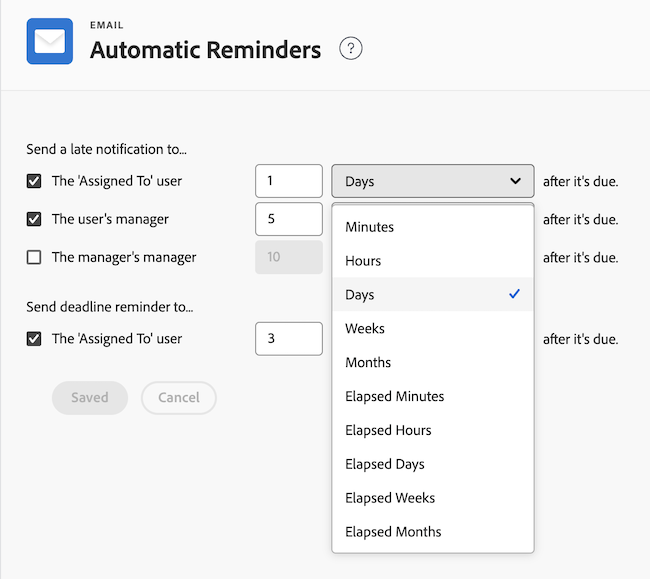 EMAIL
Automatic Reminders ?
Send a late notification to...
The 'Assigned To' user 1 Days after it's due.
The user's manager 5 after it's due.
Minutes
The manager's manager 10 after it's due.
Hours
Days
Send deadline reminder to...
Weeks
The 'Assigned To' user 3 after it's due.
Months
Saved Cancel
Elapsed Minutes
Elapsed Hours
Elapsed Days
Elapsed Weeks
Elapsed Months